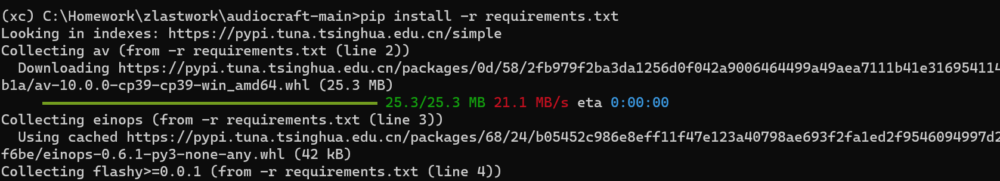 (xc) C:\Homework\zlastwork\audiocraft-main>pip install -r requirements.txt
Looking in indexes: https://pypi.tuna.tsinghua.edu.cn/simple
Collecting av (from -r requirements.txt (line 2))
  Downloading https://pypi.tuna.tsinghua.edu.cn/packages/0d/58/2fb979f2ba3da1256d0f042a9006464499a49aea7111b41e316954114
b1a/av-10.0.0-cp39-cp39-win_amd64.whl (25.3 MB)
25.3/25.3 MB 21.1 MB/s eta 0:00:00
Collecting einops (from -r requirements.txt (line 3))
  Using cached https://pypi.tuna.tsinghua.edu.cn/packages/68/24/b05452c986e8eff11f47e123a40798ae693f2fa1ed2f9546094997d2
f6be/einops-0.6.1-py3-none-any.whl (42 kB)
Collecting flashy>=0.0.1 (from -r requirements.txt (line 4))